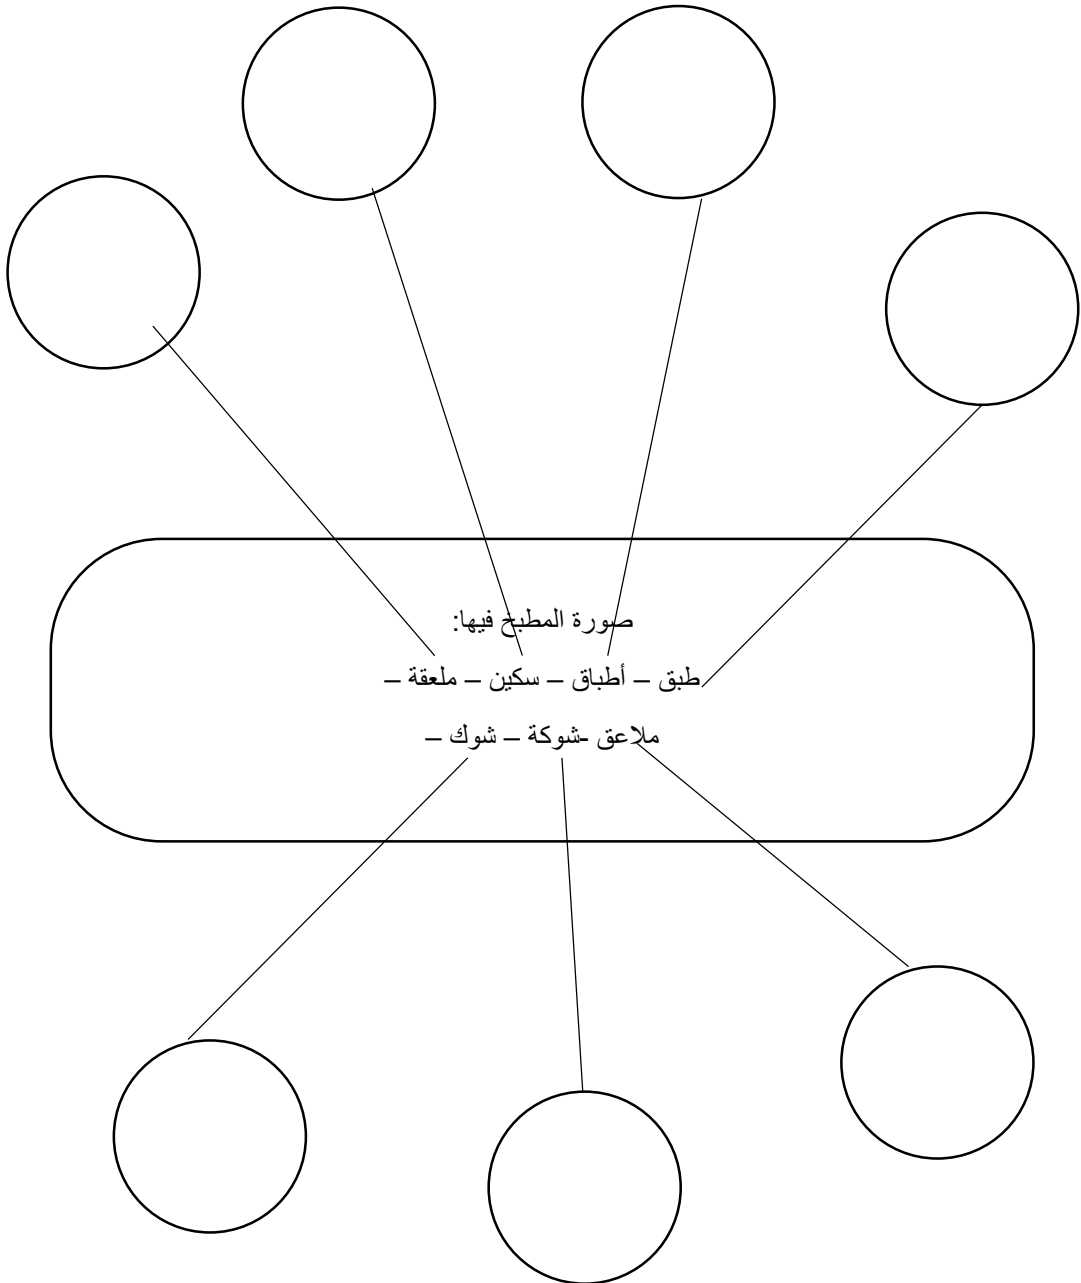 صورة المطبخ فيها:
طبق – أطباق – سكين – ملعقة –
ملاعق -شوكة – شوك –